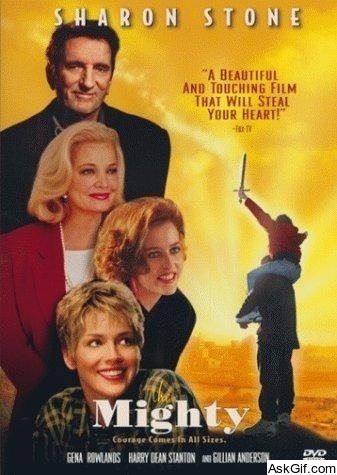 SHARON STONE
"A BEAUTIFUL
AND TOUCHING FILM
THAT WILL STEAL
YOUR HEART!"
-FOX-TV
the
Mighty
Courage Comes In All Sizes.
GENA ROWLANDS HARRY DEAN STANTON AND GILLIAN ANDERSON
DVD
AskGif.com